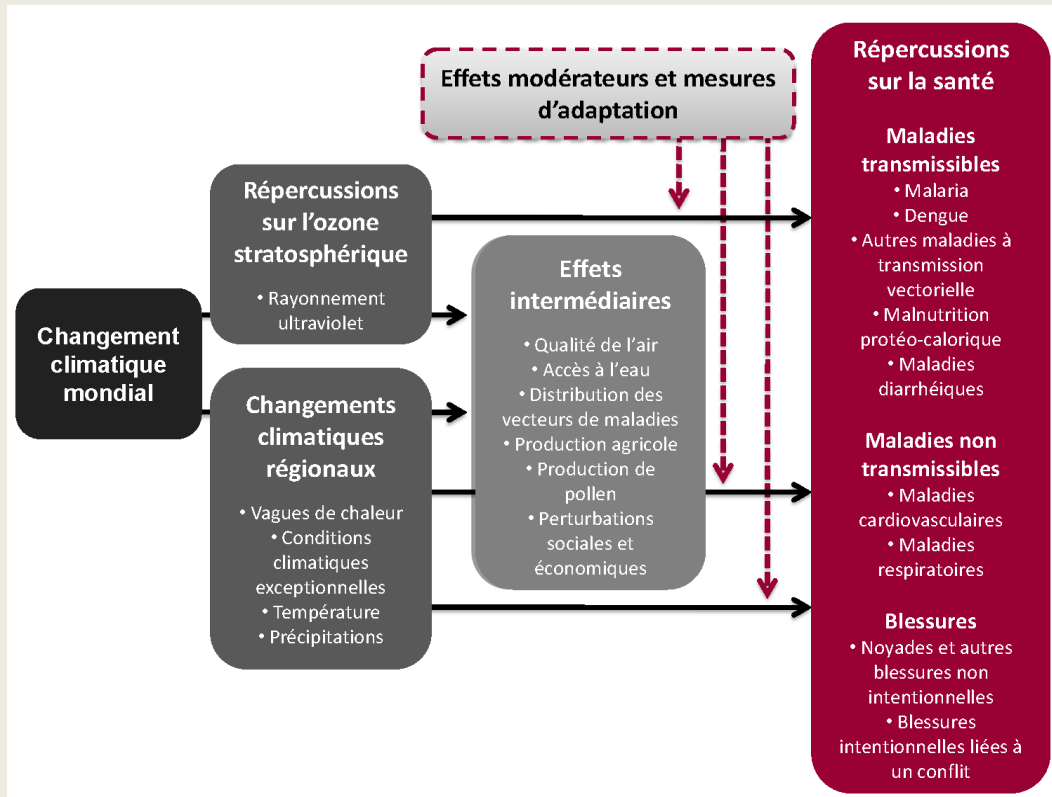 Effets modérateurs et mesures
d'adaptation
Changement
climatique
mondial
Répercussions
sur l'ozone
stratosphérique
• Rayonnement
ultraviolet
Changements
climatiques
régionaux
• Vagues de chaleur
• Conditions
climatiques
exceptionnelles
• Température
• Précipitations
Effets
intermédiaires
• Qualité de l'air
• Accès à l'eau
• Distribution des
vecteurs de maladies
• Production agricole
• Production de
pollen
• Perturbations
sociales et
économiques
Répercussions
sur la santé
Maladies
transmissibles
• Malaria
• Dengue
• Autres maladies à
transmission
vectorielle
• Malnutrition
protéo-calorique
• Maladies
diarrhéiques
Maladies non
transmissibles
• Maladies
cardiovasculaires
• Maladies
respiratoires
Blessures
• Noyades et autres
blessures non
intentionnelles
• Blessures
intentionnelles liées à
un conflit